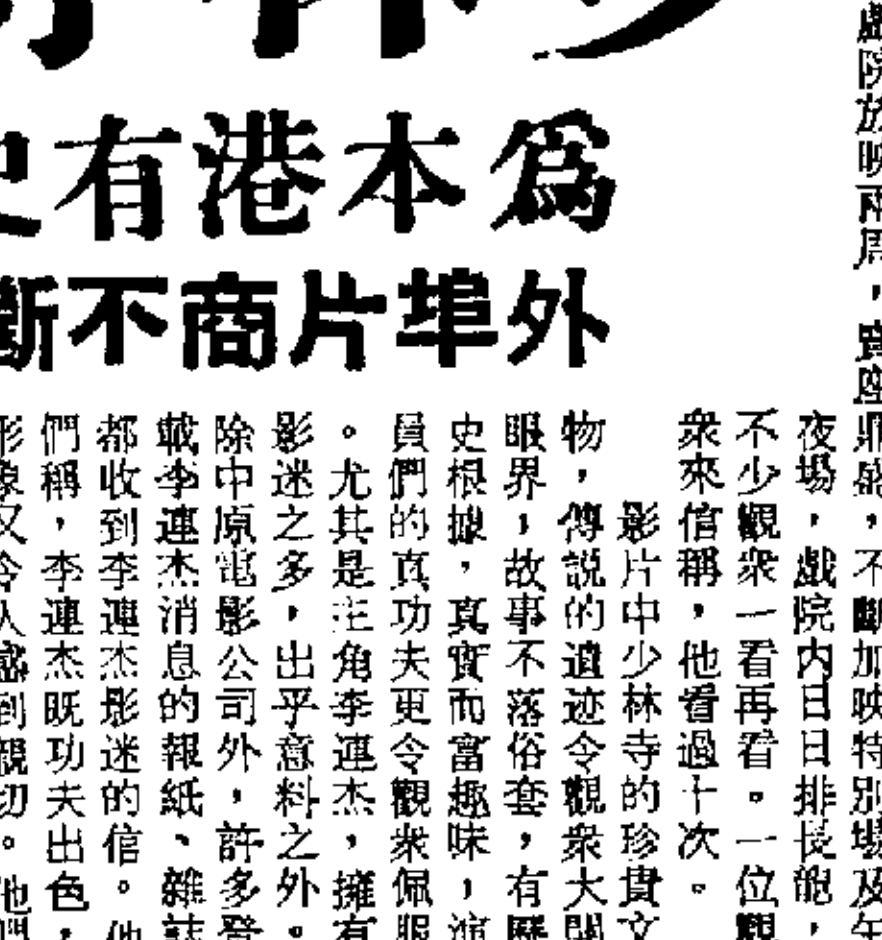 爲本港有
外埠片商不斷
戲院放映兩周，賣座鼎盛，不斷加映特別場及午
夜場，戲院内日日排長龍，
不少觀衆一看再看。一位觀
衆來信稱，他看過十次。
影片中少林寺的珍貴文
物，傳説的遺迹令觀衆大開
眼界，故事不落俗套，有歷
史根據，真實而富趣味，演
員們的真功夫更令觀衆佩服
。尤其是主角李連杰，擁有
影迷之多，出乎意料之外。
除中原電影公司外，許多登
載李連杰消息的報紙、雜誌
都收到李連杰影迷的信。他
們稱，李連杰既功夫出色，
形象又令人感到親切。他們